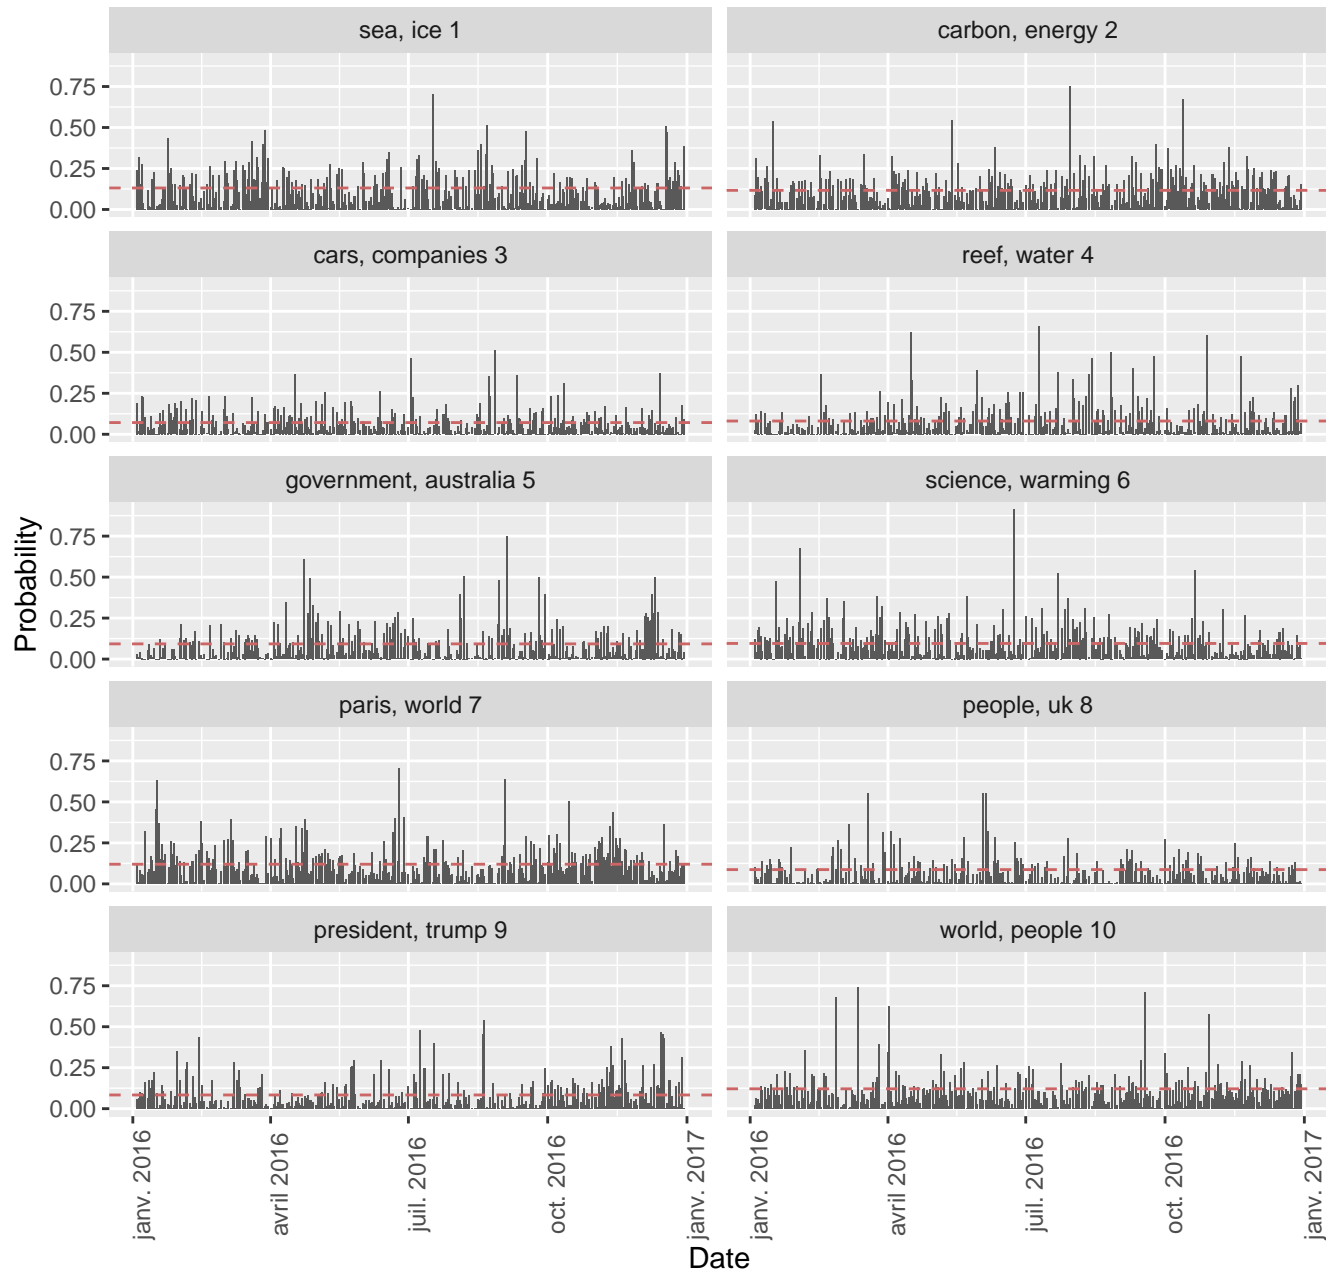 sea, ice 1
carbon, energy 2
0.75
0.50
0.25
0.00
cars, companies 3
reef, water 4
0.75
0.50
0.25
0.00
government, australia 5
science, warming 6
0.75
0.50
0.25
0.00
Probability
paris, world 7
people, uk 8
0.75
0.50
0.25
0.00
president, trump 9
world, people 10
0.75
0.50
0.25
0.00
janv. 2016
avril 2016
juil. 2016
oct. 2016
janv. 2017
janv. 2016
avril 2016
juil. 2016
oct. 2016
janv. 2017
Date